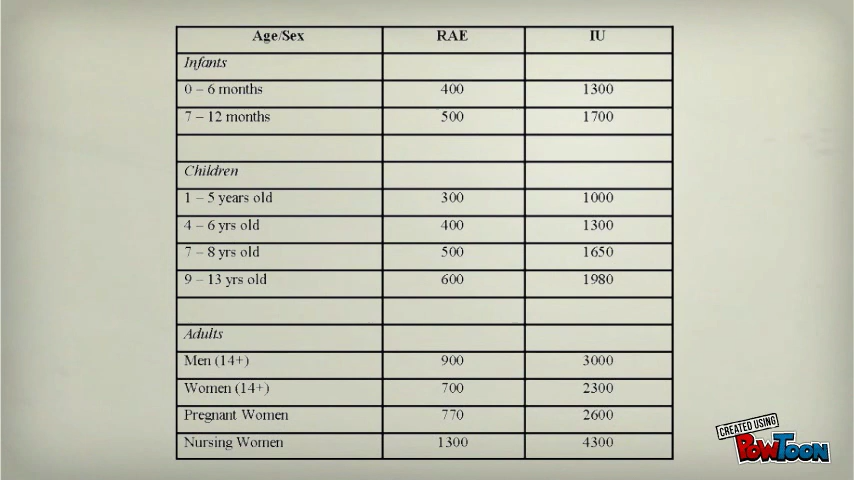 Age/Sex RAE IU
Infants
0 – 6 months 400 1300
7 – 12 months 500 1700
Children
1 – 5 years old 300 1000
4 – 6 yrs old 400 1300
7 – 8 yrs old 500 1650
9 – 13 yrs old 600 1980
Adults
Men (14+) 900 3000
Women (14+) 700 2300
Pregnant Women 770 2600
Nursing Women 1300 4300
CREATED USING
POWTOON